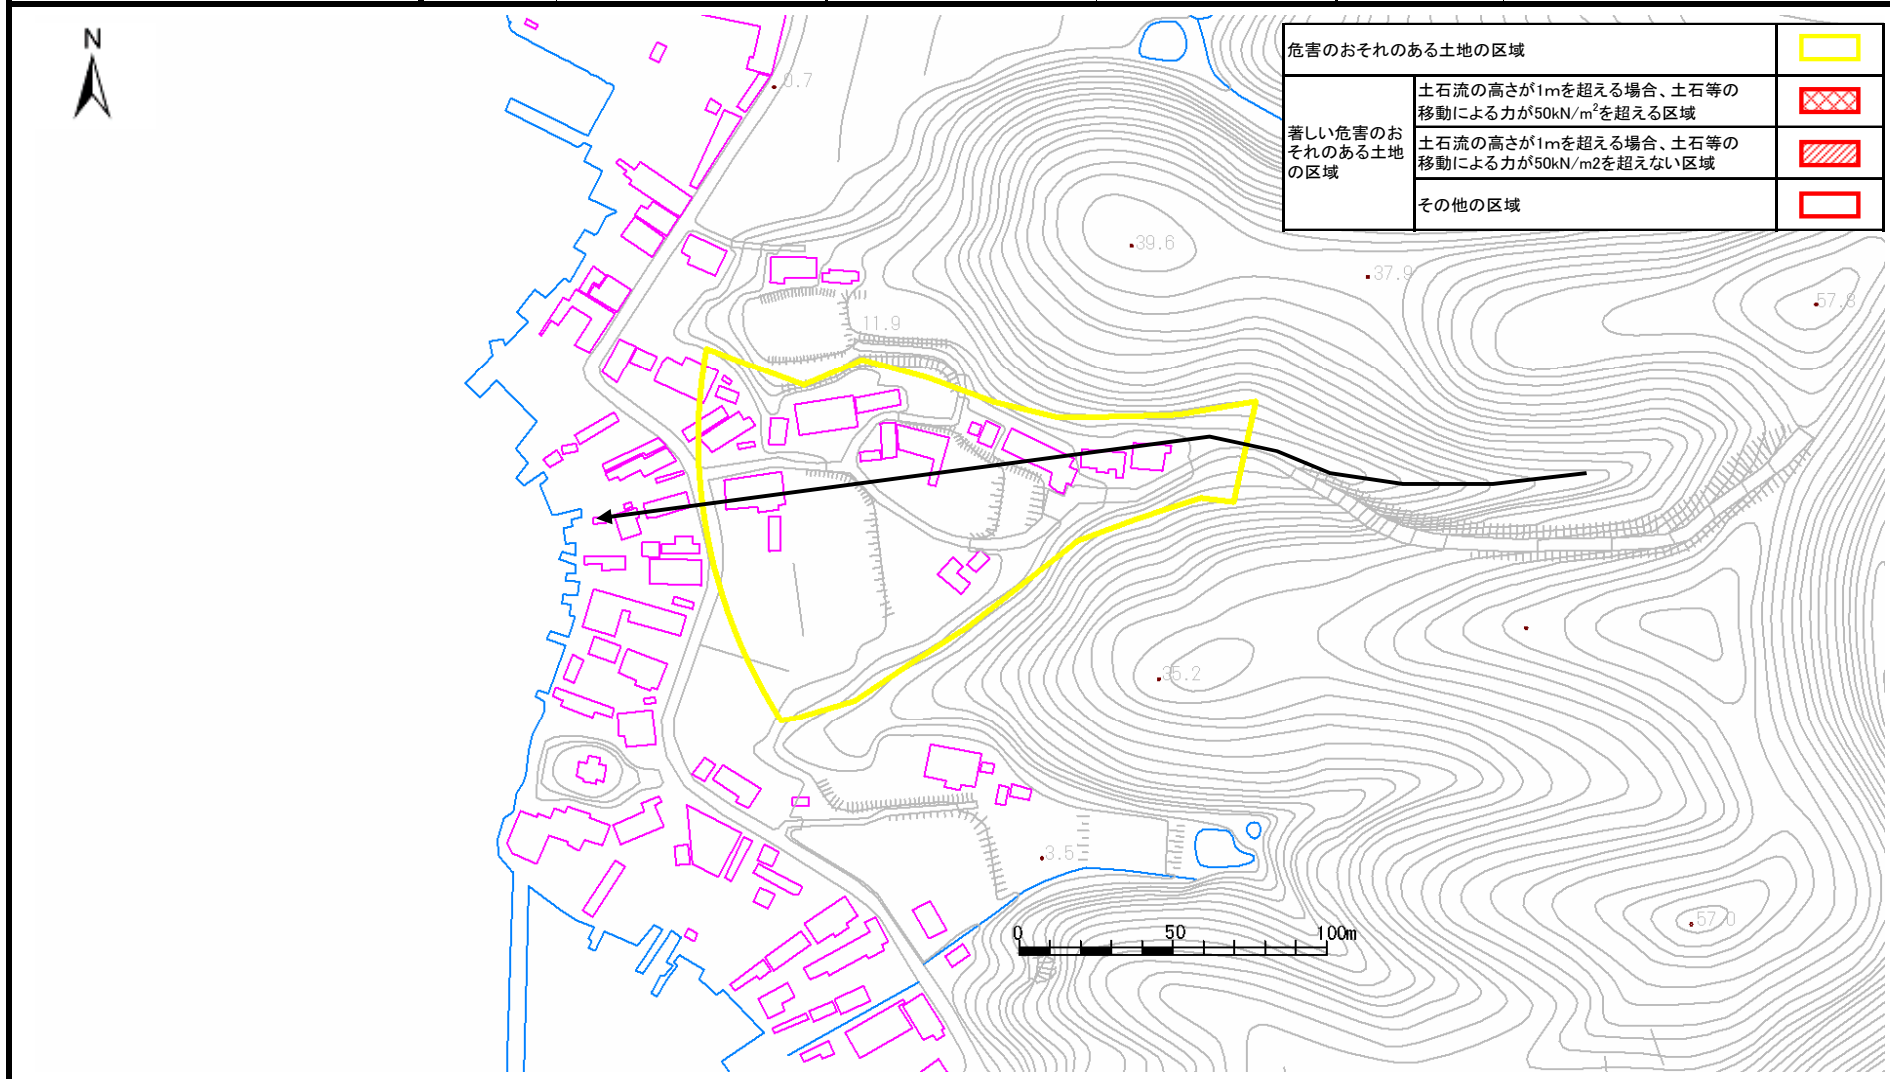 N
危害のおそれのある土地の区域
著しい危害のお
それのある土地
の区域
土石流の高さが1mを超える場合、土石等の
移動による力が50kN/m²を超える区域
土石流の高さが1mを超える場合、土石等の
移動による力が50kN/m2を超えない区域
その他の区域
0.7
39.6
37.9
57.8
11.9
35.2
3.5
57.0
0 50 100m